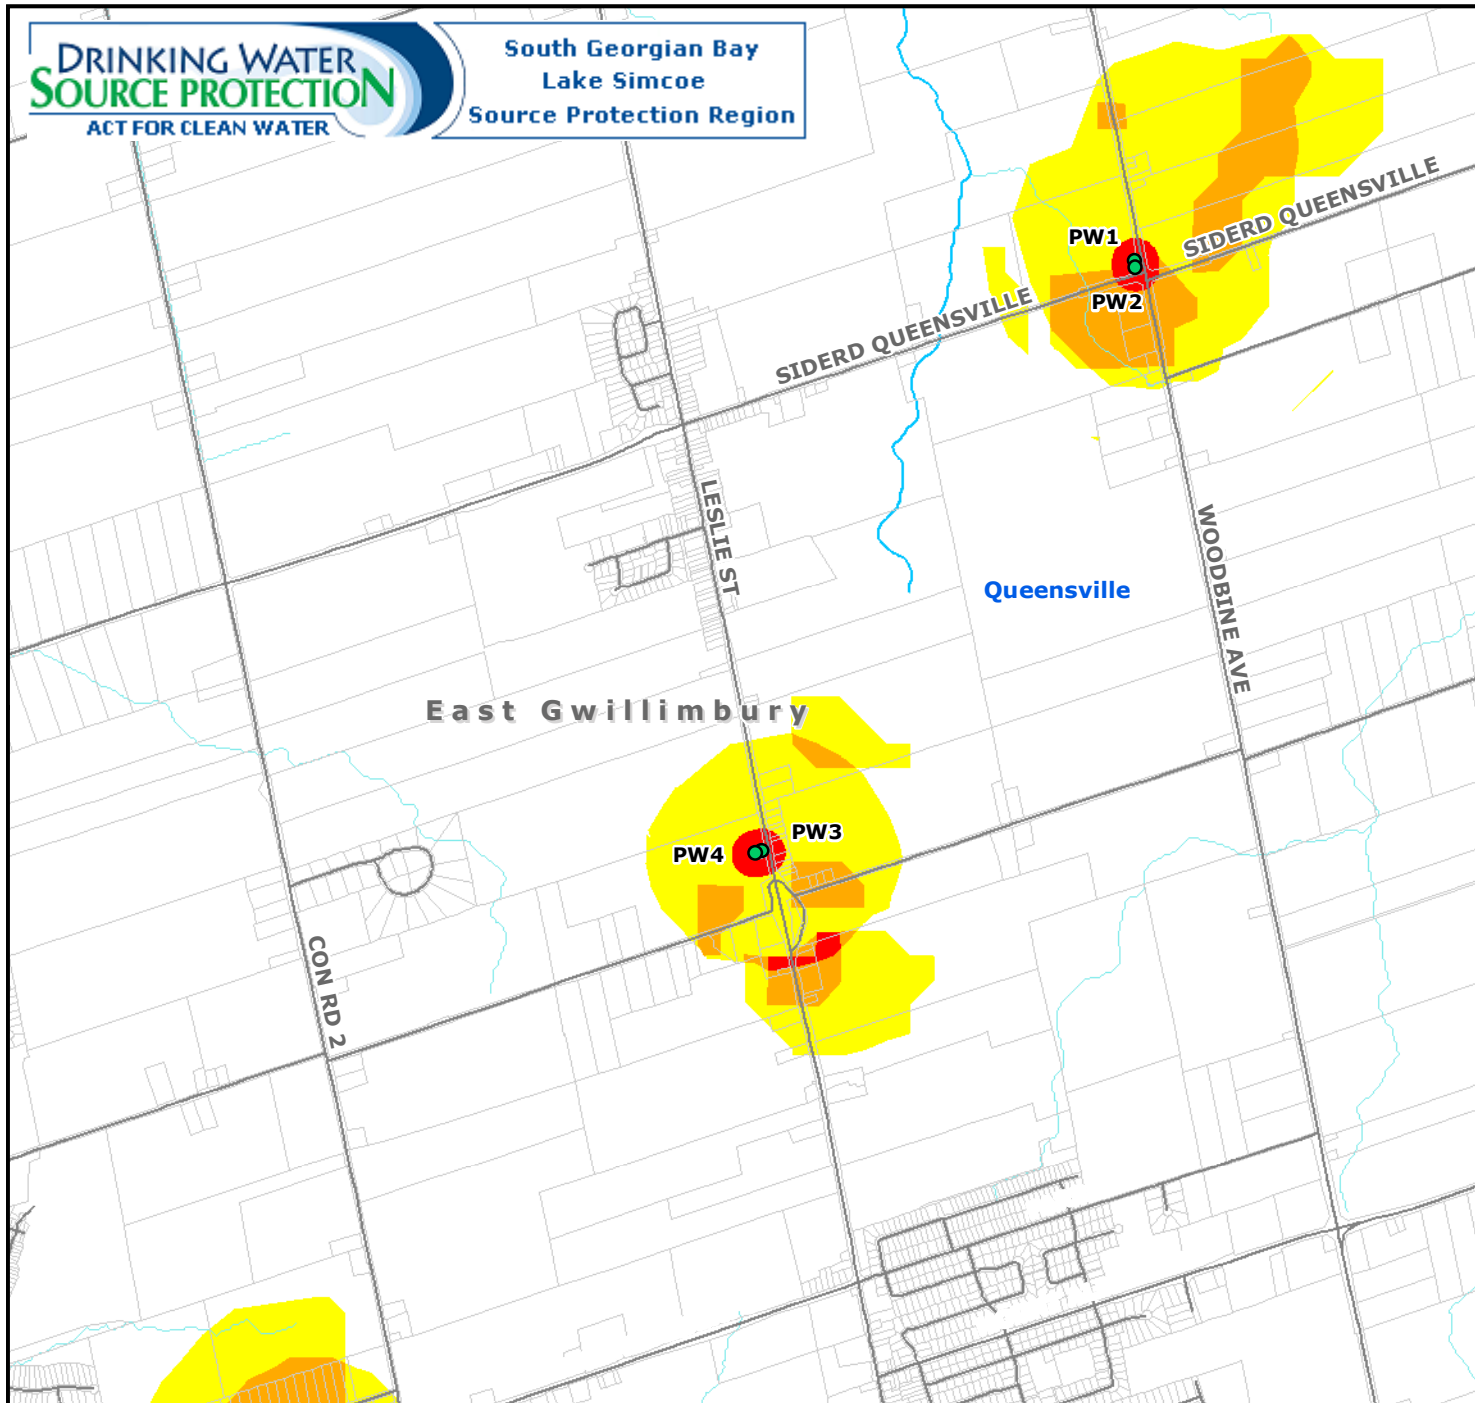 DRINKING WATER
SOURCE PROTECTION
ACT FOR CLEAN WATER
South Georgian Bay
Lake Simcoe
Source Protection Region
SIDERD QUEENSVILLE
PW1
PW2
SIDERD QUEENSVILLE
LESLIE ST
WOODBINE AVE
Queensville
East Gwillimbury
PW3
PW4
CON RD 2